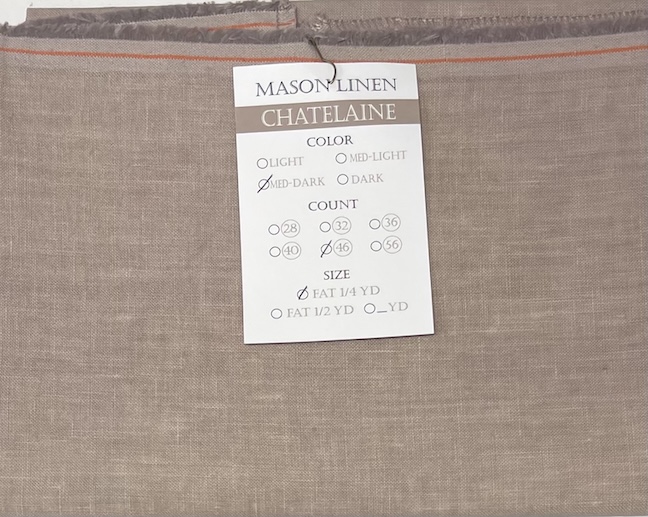 MASON LINEN
CHATELAINE
COLOR
LIGHT MED-LIGHT
MED-DARK DARK
COUNT
28 32 36
40 46 56
SIZE
FAT 1/4 YD
FAT 1/2 YD _YD